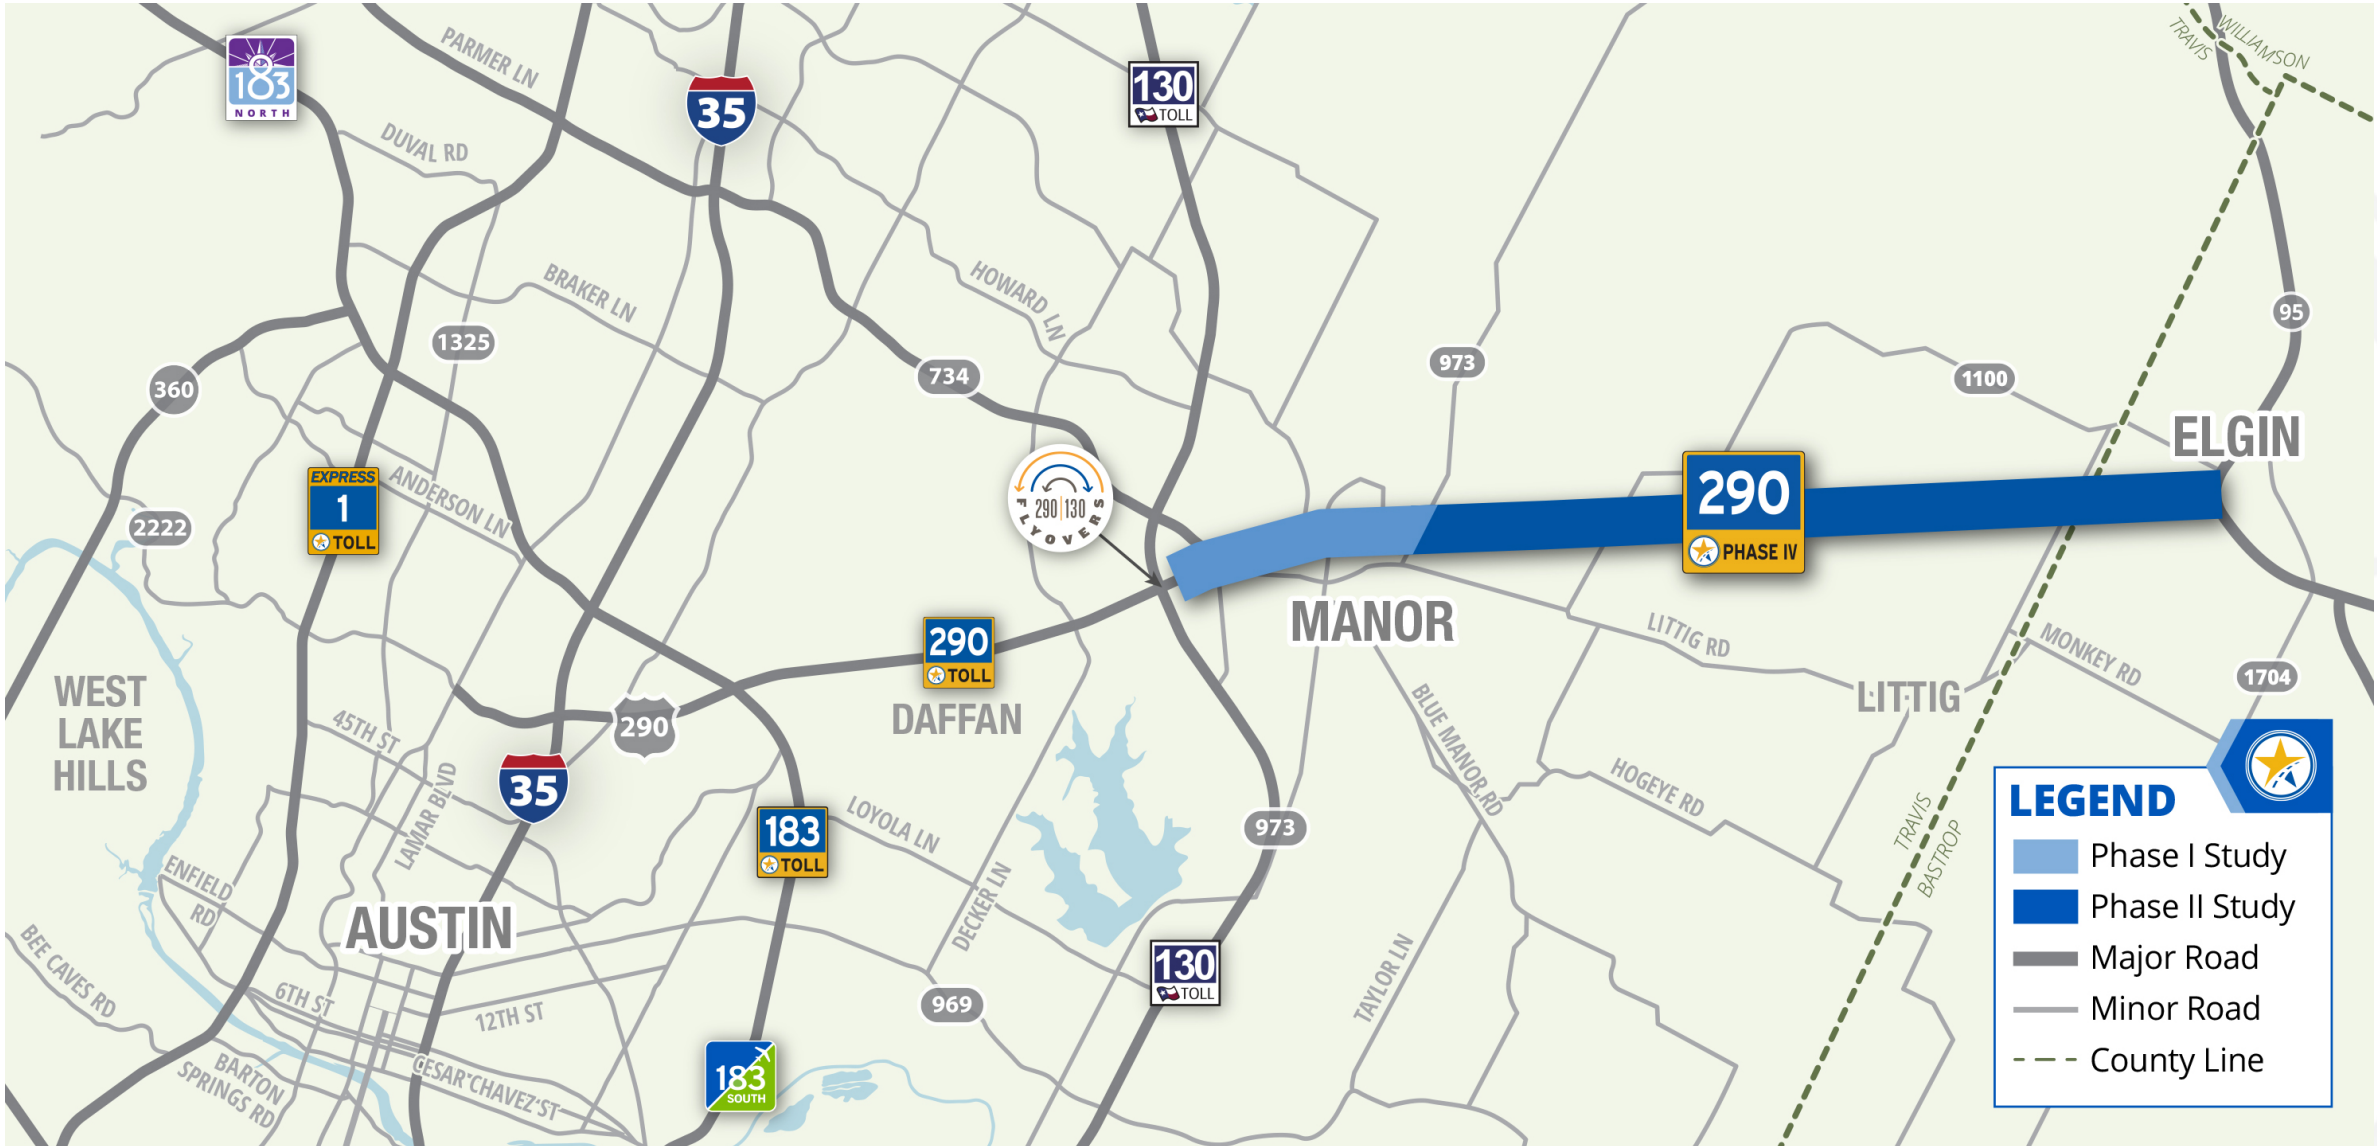 WILLIAMSON
TRAVIS
PARMER LN
183
NORTH
35
130
TOLL
DUVAL RD
BRAKER LN
HOWARD LN
95
1325
973
1100
360
734
ELGIN
EXPRESS
1
TOLL
ANDERSON LN
290|130
FLYOVERS
290
PHASE IV
2222
MANOR
290
TOLL
LITTIG RD
MONKEY RD
1704
WEST
LAKE
HILLS
DAFFAN
LITTIG
290
45TH ST
BLUE MANOR RD
35
LAMAR BLVD
HOGEYE RD
183
TOLL
LOYOLA LN
973
TRAVIS
BASTROP
ENFIELD
RD
DECKER LN
AUSTIN
BEE CAVES RD
130
TOLL
TAYLOR LN
6TH ST
12TH ST
969
CESAR CHAVEZ ST
BARTON
SPRINGS RD
183
SOUTH
LEGEND
Phase I Study
Phase II Study
Major Road
Minor Road
County Line